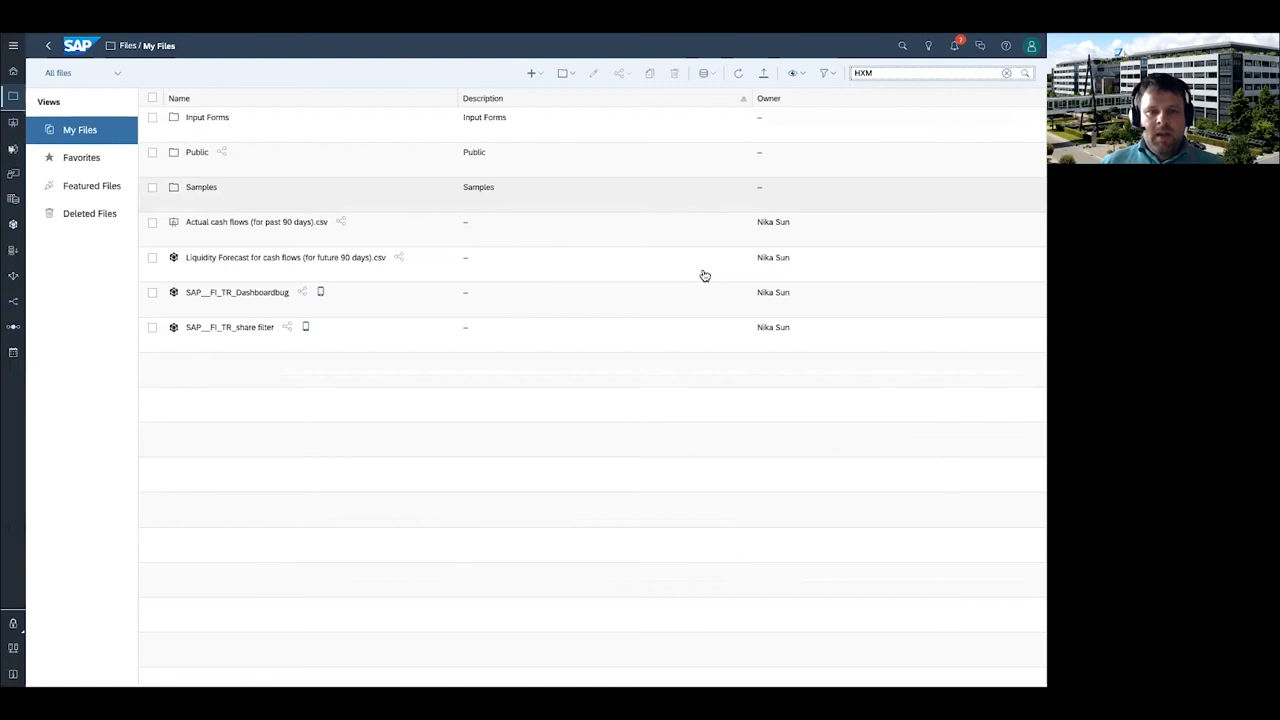 SAP Files / My Files 7
All files HXM
Views Name Description Owner
My Files Input Forms Input Forms –
Favorites Public Public –
Featured Files Samples Samples –
Deleted Files Actual cash flows (for past 90 days).csv – Nika Sun
Liquidity Forecast for cash flows (for future 90 days).csv – Nika Sun
SAP__FI_TR_Dashboardbug – Nika Sun
SAP__FI_TR_share filter – Nika Sun